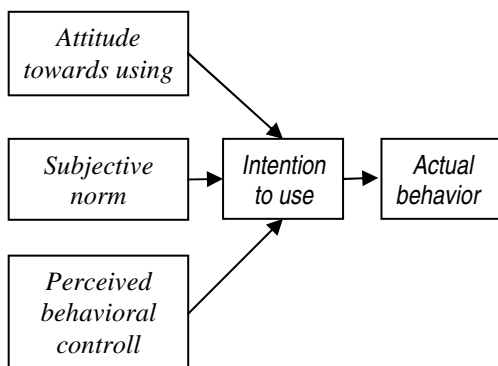 Attitude
towards using
Subjective
norm
Intention
to use
Actual
behavior
Perceived
behavioral
controll